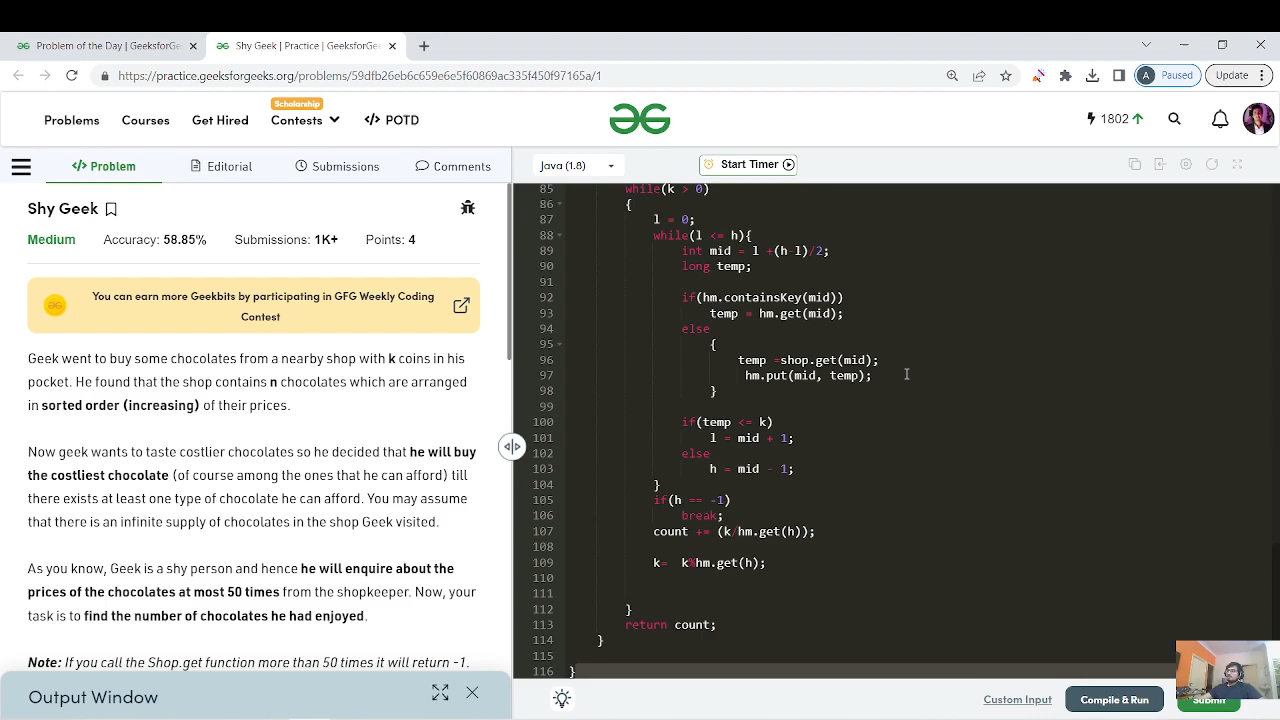 Problem of the Day | GeeksforGe
Shy Geek | Practice | GeeksforGe
https://practice.geeksforgeeks.org/problems/59dfb26eb6c659e6e5f60869ac335f450f97165a/1
A Paused
Update
Problems
Courses
Get Hired
Scholarship
Contests
</> POTD
1802
</> Problem
Editorial
Submissions
Comments
Java (1.8)
Start Timer
Shy Geek
Medium
Accuracy: 58.85%
Submissions: 1K+
Points: 4
You can earn more Geekbits by participating in GFG Weekly Coding
Contest
Geek went to buy some chocolates from a nearby shop with k coins in his
pocket. He found that the shop contains n chocolates which are arranged
in sorted order (increasing) of their prices.
Now geek wants to taste costlier chocolates so he decided that he will buy
the costliest chocolate (of course among the ones that he can afford) till
there exists at least one type of chocolate he can afford. You may assume
that there is an infinite supply of chocolates in the shop Geek visited.
As you know, Geek is a shy person and hence he will enquire about the
prices of the chocolates at most 50 times from the shopkeeper. Now, your
task is to find the number of chocolates he had enjoyed.
Note: If you call the Shop.get function more than 50 times it will return -1.
Output Window
85 while(k > 0)
86 {
87 l = 0;
88 while(l <= h){
89 int mid = l +(h-l)/2;
90 long temp;
91
92 if(hm.containsKey(mid))
93 temp = hm.get(mid);
94 else
95 {
96 temp =shop.get(mid);
97 hm.put(mid, temp);
98 }
99
100 if(temp <= k)
101 l = mid + 1;
102 else
103 h = mid - 1;
104 }
105 if(h == -1)
106 break;
107 count += (k/hm.get(h));
108
109 k=  k%hm.get(h);
110
111
112 }
113 return count;
114 }
115
116 }
Custom Input
Compile & Run
Submit